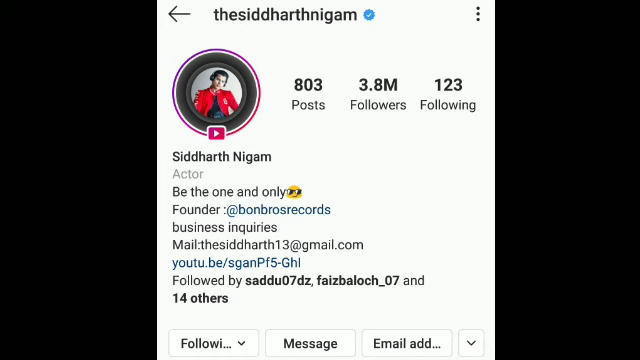 thesiddharthnigam
803 3.8M 123
Posts Followers Following
Siddharth Nigam
Actor
Be the one and only😎
Founder :@bonbrosrecords
business inquiries
Mail:thesiddharth13@gmail.com
youtu.be/sganPf5-GhI
Followed by saddu07dz, faizbaloch_07 and
14 others
Followi... Message Email add...